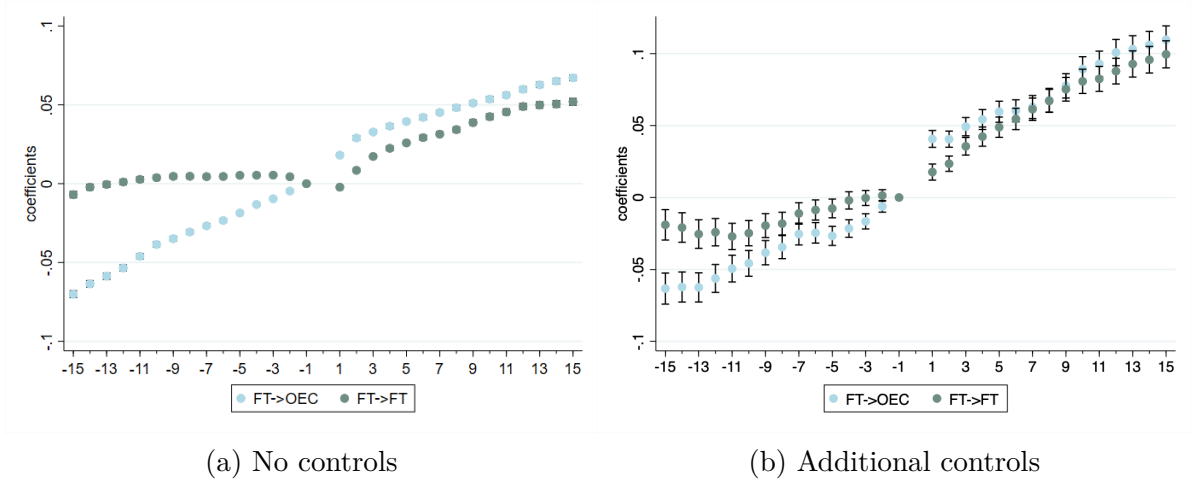 .1
.05
0
-.05
-.1
coefficients
-15 -13 -11 -9 -7 -5 -3 -1 1 3 5 7 9 11 13 15
FT->OEC FT->FT
(a) No controls
.1
.05
0
-.05
-.1
coefficients
-15 -13 -11 -9 -7 -5 -3 -1 1 3 5 7 9 11 13 15
FT->OEC FT->FT
(b) Additional controls